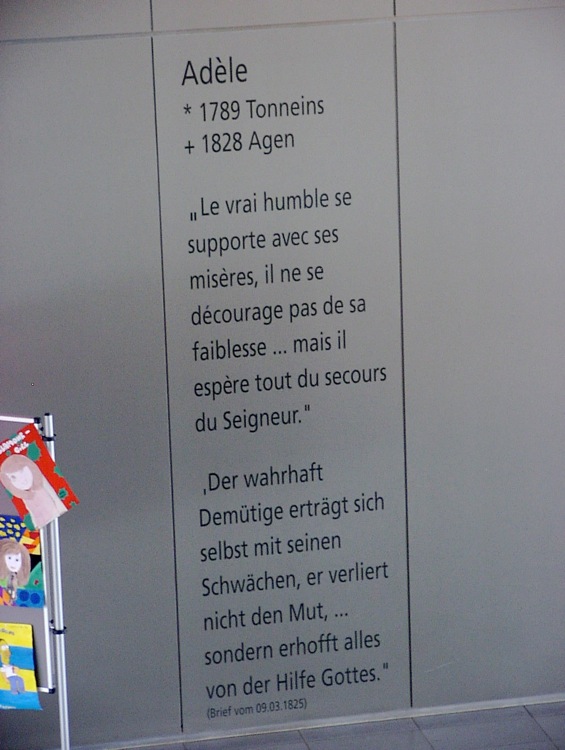 Adèle
* 1789 Tonneins
+ 1828 Agen
„Le vrai humble se
supporte avec ses
misères, il ne se
décourage pas de sa
faiblesse ... mais il
espère tout du secours
du Seigneur."
‚Der wahrhaft
Demütige erträgt sich
selbst mit seinen
Schwächen, er verliert
nicht den Mut, ...
sondern erhofft alles
von der Hilfe Gottes."
(Brief vom 09.03.1825)